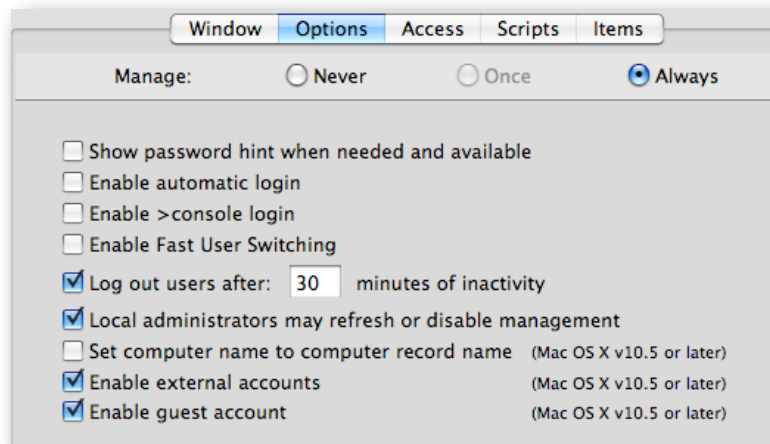 Window Options Access Scripts Items
Manage: Never Once Always
Show password hint when needed and available
Enable automatic login
Enable >console login
Enable Fast User Switching
Log out users after: 30 minutes of inactivity
Local administrators may refresh or disable management
Set computer name to computer record name (Mac OS X v10.5 or later)
Enable external accounts (Mac OS X v10.5 or later)
Enable guest account (Mac OS X v10.5 or later)